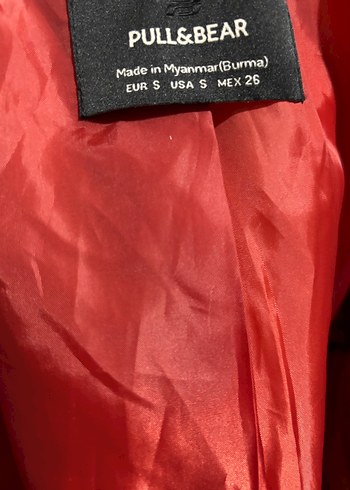 PULL&BEAR
Made in Myanmar(Burma)
EUR S USA S MEX 26